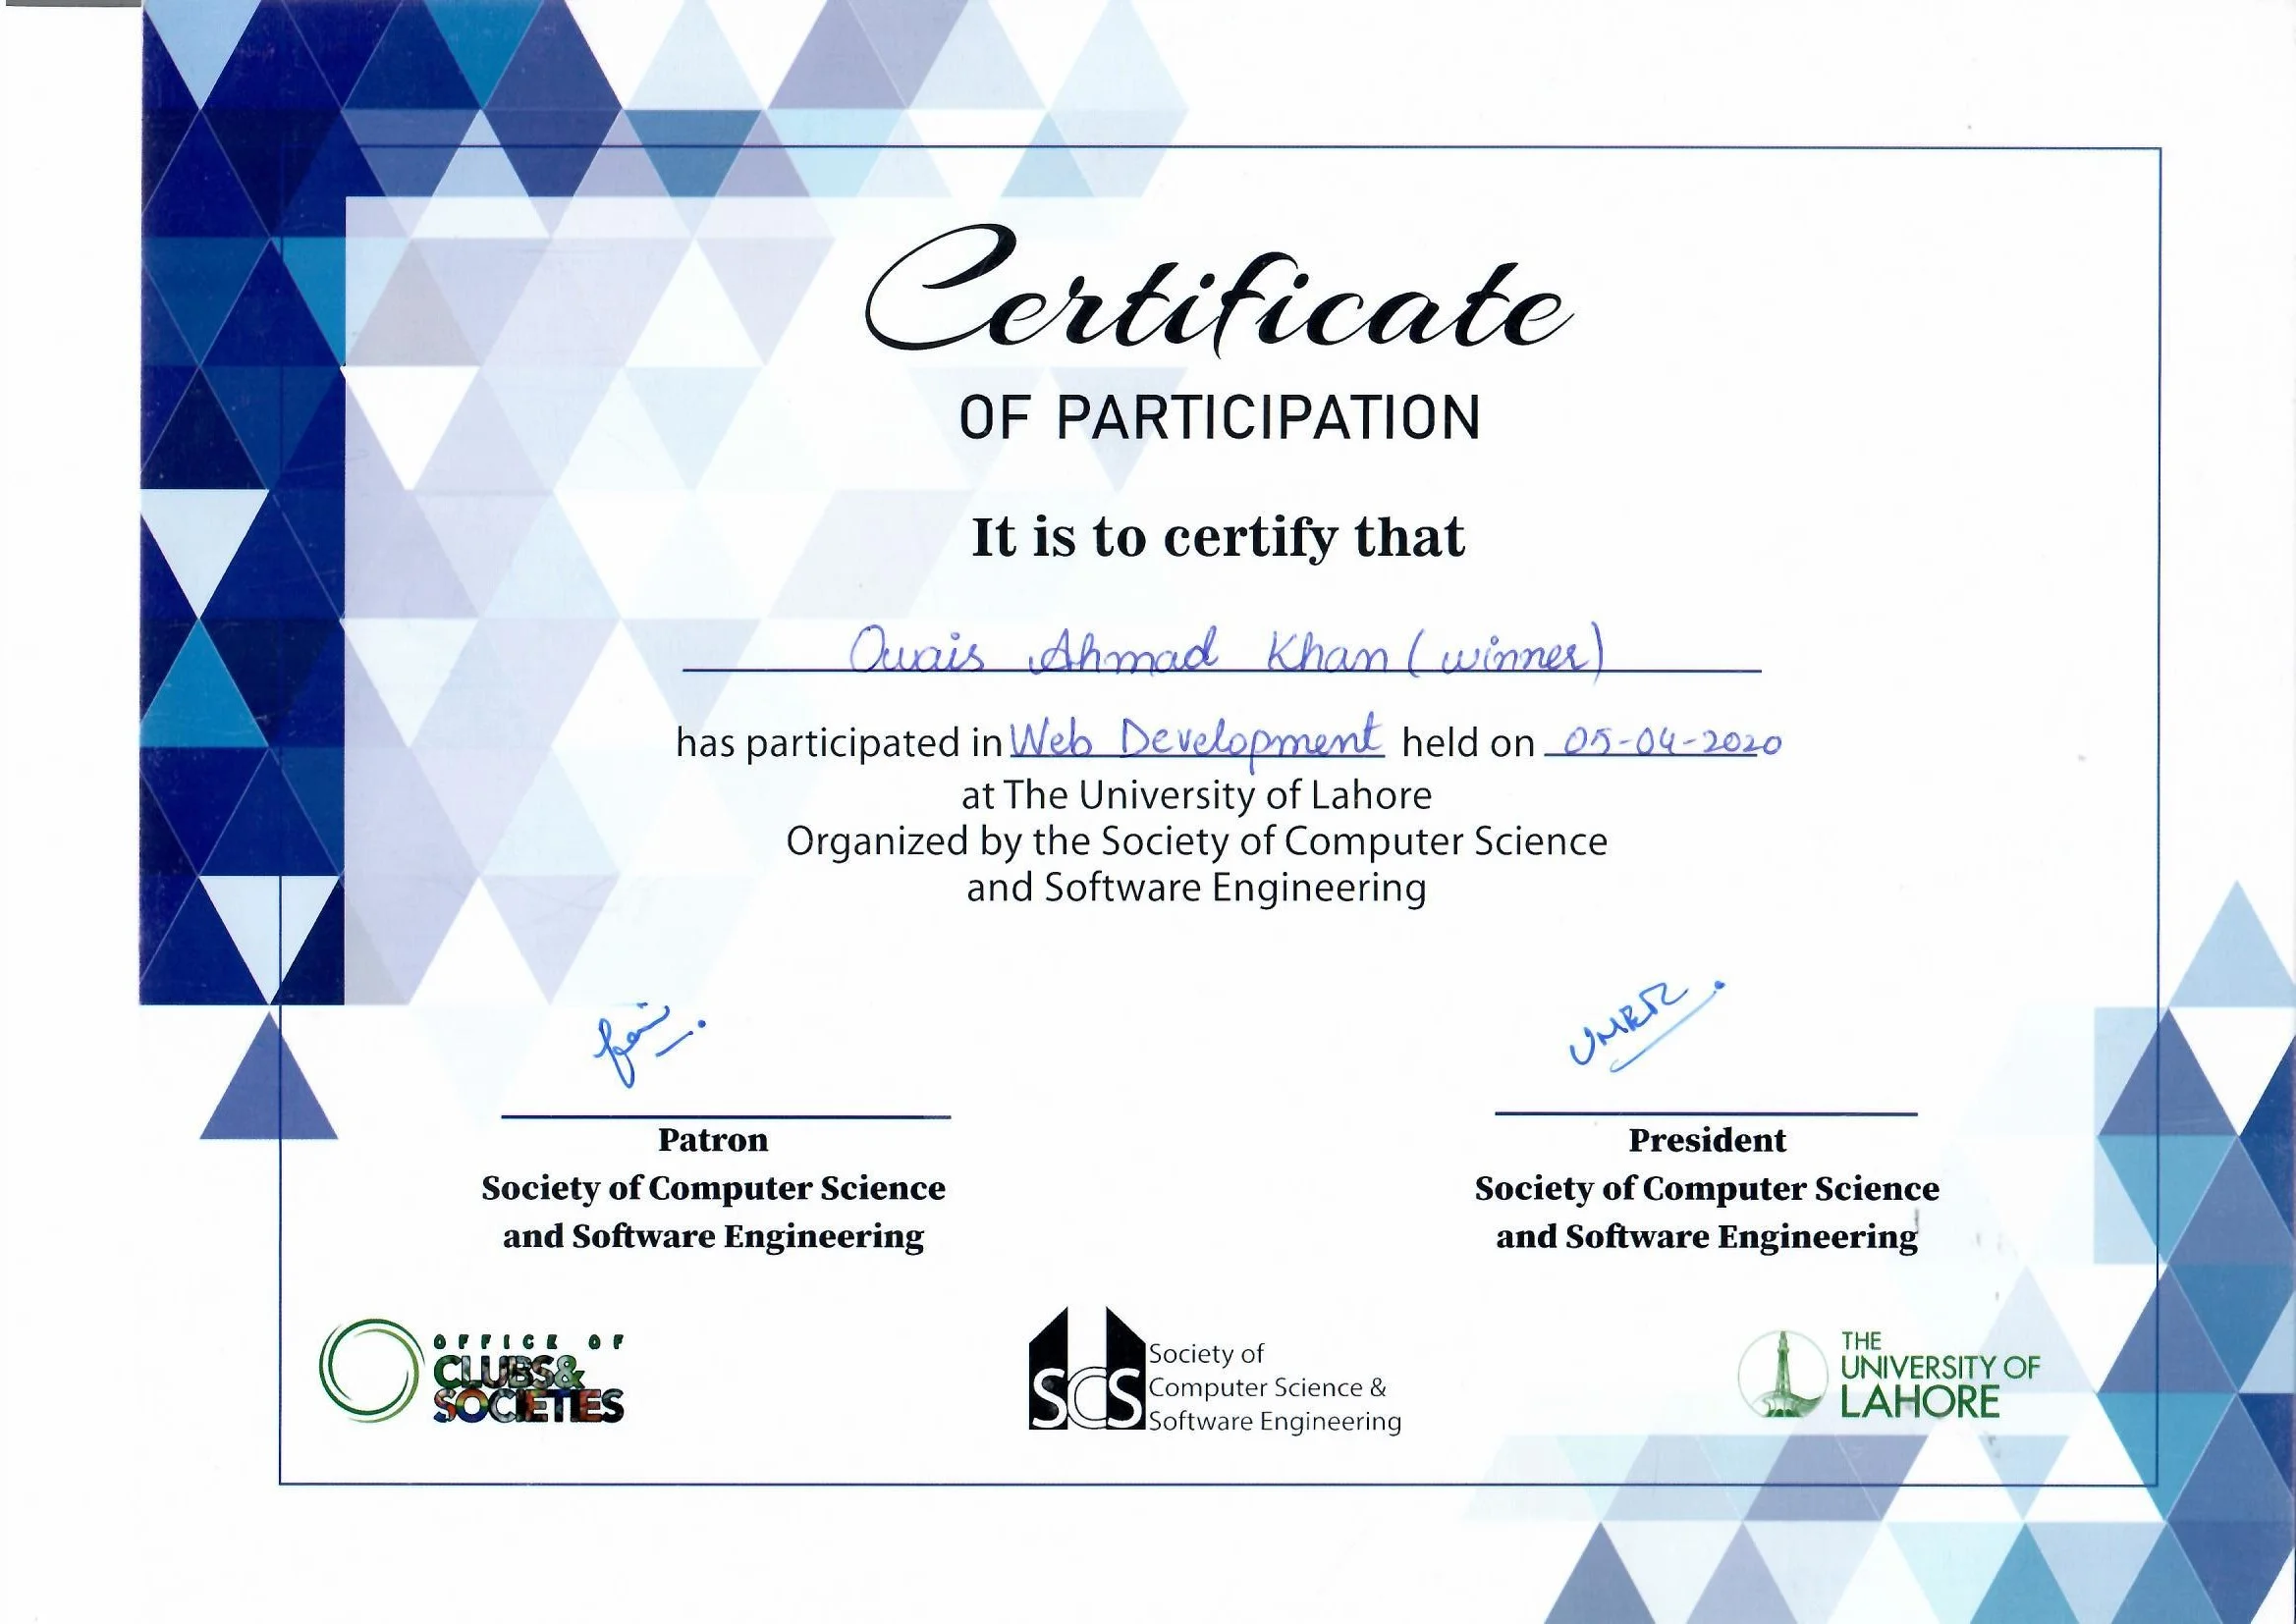 Certificate
OF PARTICIPATION
It is to certify that
Owais Ahmad Khan (winner)
has participated in Web Development held on 05-04-2020
at The University of Lahore
Organized by the Society of Computer Science
and Software Engineering
Patron
Society of Computer Science
and Software Engineering
UMER
President
Society of Computer Science
and Software Engineering
OFFICE OF
CLUBS&
SOCIETIES
SCS
Society of
Computer Science &
Software Engineering
THE
UNIVERSITY OF
LAHORE